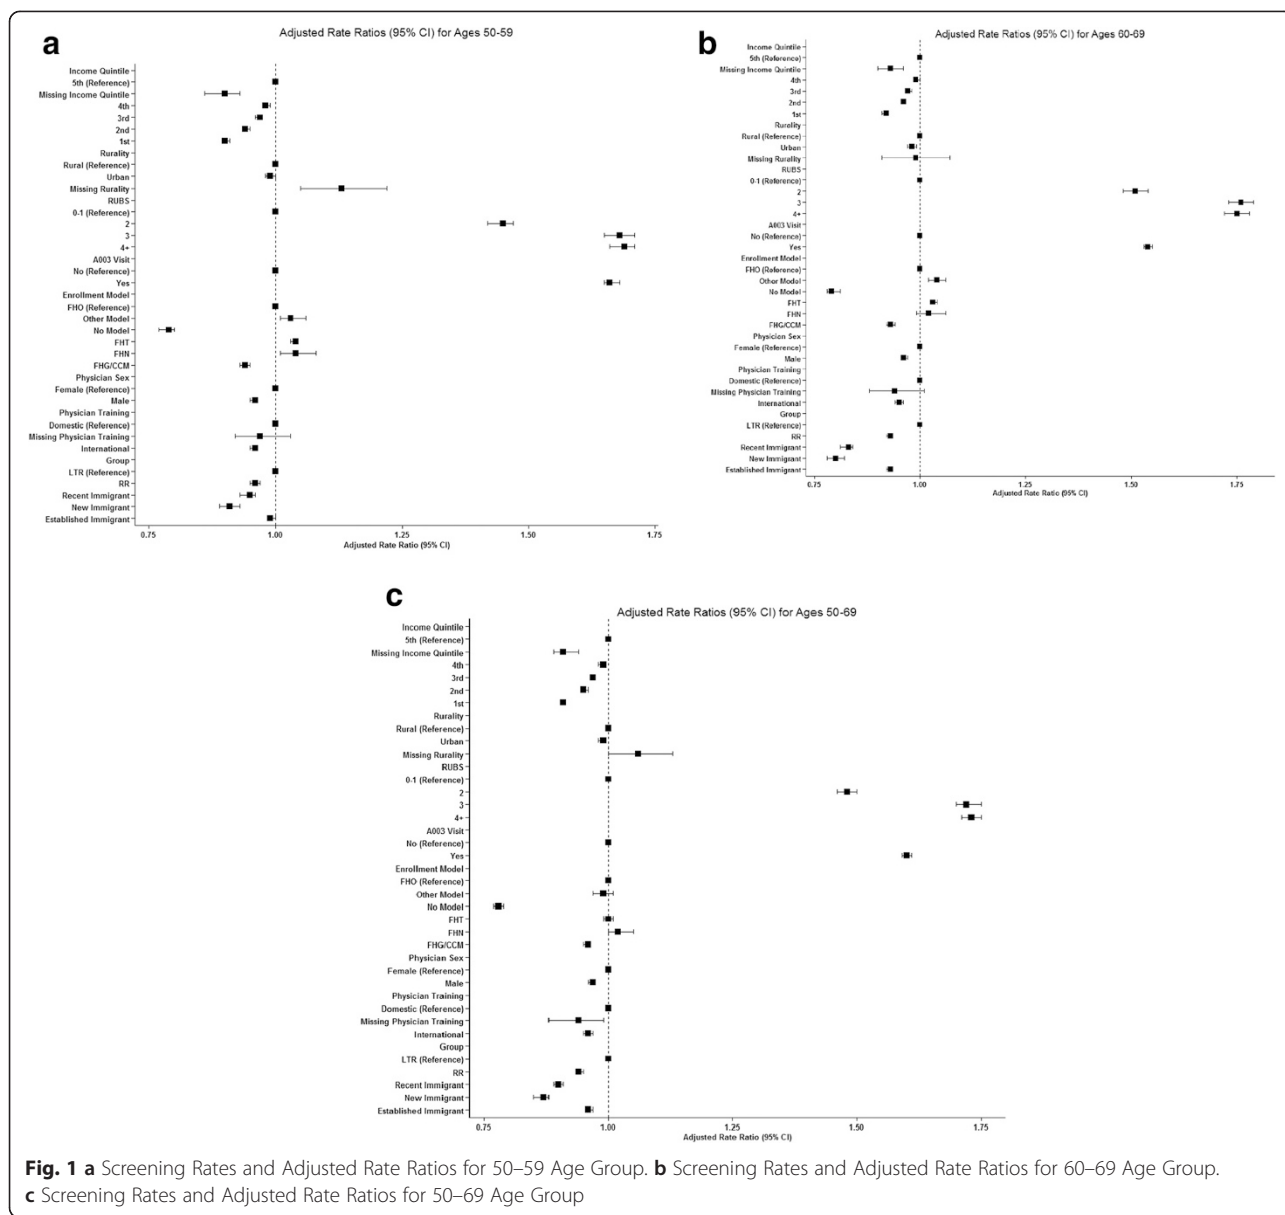 a
Adjusted Rate Ratios (95% CI) for Ages 50-59
Income Quintile
5th (Reference)
Missing Income Quintile
4th
3rd
2nd
1st
Rurality
Rural (Reference)
Urban
Missing Rurality
RUBS
0-1 (Reference)
2
3
4+
A003 Visit
No (Reference)
Yes
Enrollment Model
FHO (Reference)
Other Model
No Model
FHT
FHN
FHG/CCM
Physician Sex
Female (Reference)
Male
Physician Training
Domestic (Reference)
Missing Physician Training
International
Group
LTR (Reference)
RR
Recent Immigrant
New Immigrant
Established Immigrant
0.75 1.00 1.25 1.50 1.75
Adjusted Rate Ratio (95% CI)
b
Adjusted Rate Ratios (95% CI) for Ages 60-69
Income Quintile
5th (Reference)
Missing Income Quintile
4th
3rd
2nd
1st
Rurality
Rural (Reference)
Urban
Missing Rurality
RUBS
0-1 (Reference)
2
3
4+
A003 Visit
No (Reference)
Yes
Enrollment Model
FHO (Reference)
Other Model
No Model
FHT
FHN
FHG/CCM
Physician Sex
Female (Reference)
Male
Physician Training
Domestic (Reference)
Missing Physician Training
International
Group
LTR (Reference)
RR
Recent Immigrant
New Immigrant
Established Immigrant
0.75 1.00 1.25 1.50 1.75
Adjusted Rate Ratio (95% CI)
c
Adjusted Rate Ratios (95% CI) for Ages 50-69
Income Quintile
5th (Reference)
Missing Income Quintile
4th
3rd
2nd
1st
Rurality
Rural (Reference)
Urban
Missing Rurality
RUBS
0-1 (Reference)
2
3
4+
A003 Visit
No (Reference)
Yes
Enrollment Model
FHO (Reference)
Other Model
No Model
FHT
FHN
FHG/CCM
Physician Sex
Female (Reference)
Male
Physician Training
Domestic (Reference)
Missing Physician Training
International
Group
LTR (Reference)
RR
Recent Immigrant
New Immigrant
Established Immigrant
0.75 1.00 1.25 1.50 1.75
Adjusted Rate Ratio (95% CI)
Fig. 1 a Screening Rates and Adjusted Rate Ratios for 50–59 Age Group. b Screening Rates and Adjusted Rate Ratios for 60–69 Age Group.
c Screening Rates and Adjusted Rate Ratios for 50–69 Age Group